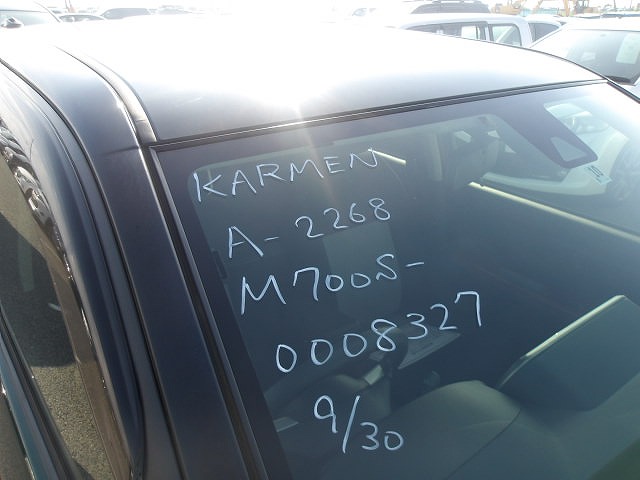 KARMEN
A-2268
M700S-
0008327
9/30